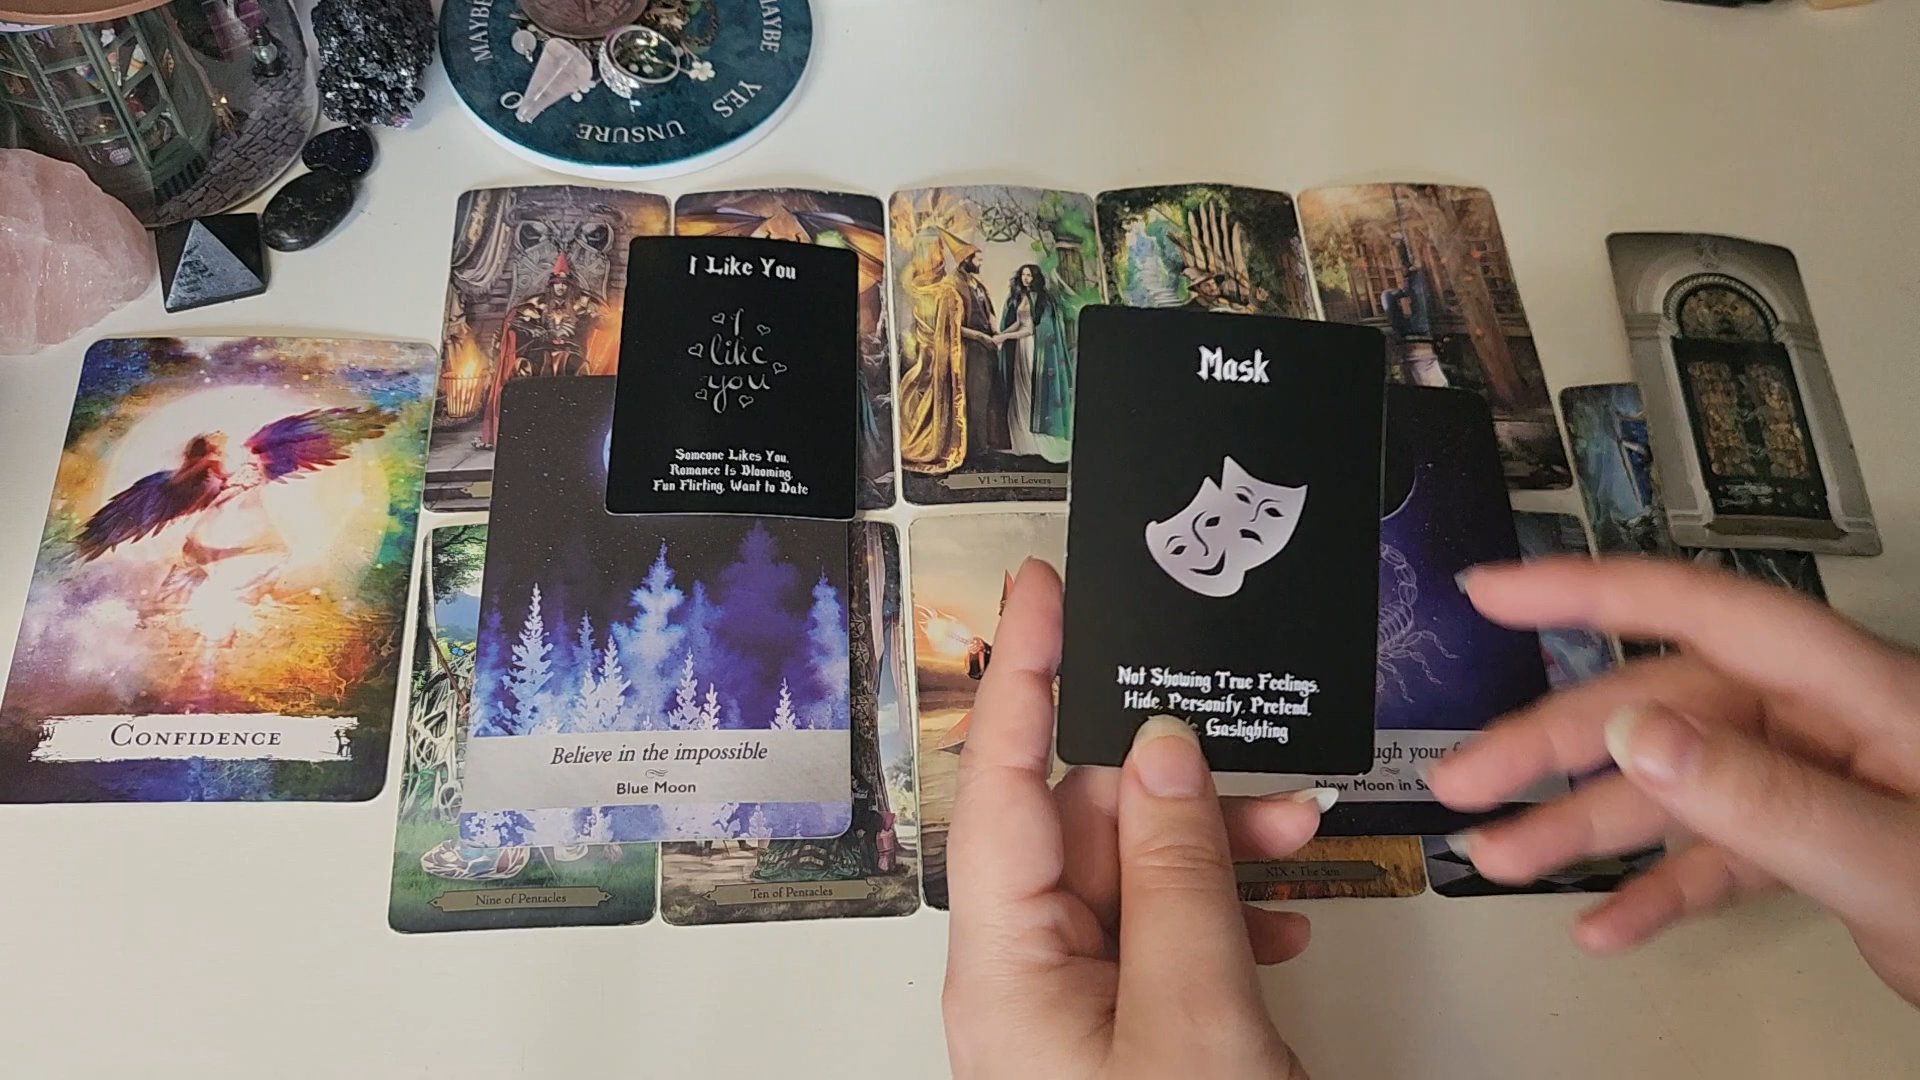 MAYBE
MAYBE
YES
UNSURE
I Like You
I
like
you
Someone Likes You,
Romance Is Blooming,
Fun Flirting, Want to Date
VI • The Lovers
Mask
Not Showing True Feelings,
Hide, Personify, Pretend,
Gaslighting
CONFIDENCE
Believe in the impossible
Blue Moon
your
New Moon in
Nine of Pentacles
Ten of Pentacles
XIX • The Sun